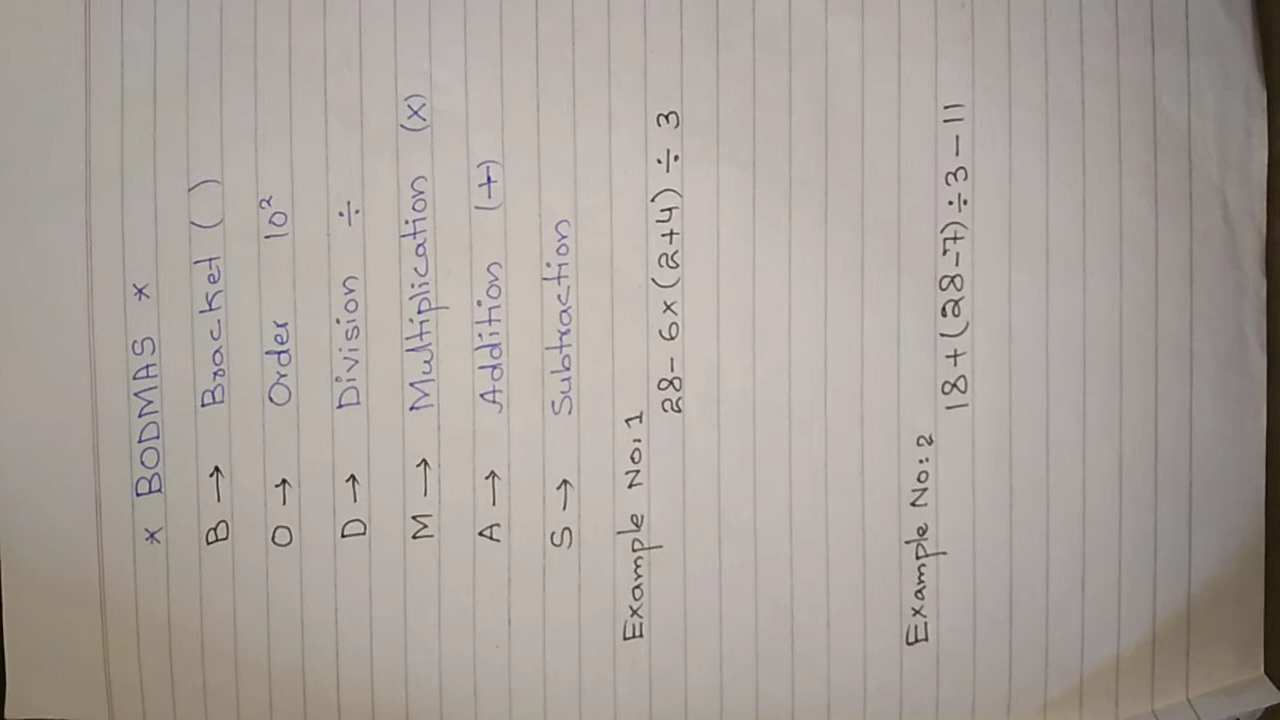 * BODMAS *
B → Bracket ( )
O → Order 10²
D → Division ÷
M → Multiplication (x)
A → Addition (+)
S → Subtraction
Example No:1
28-6x(2+4)÷3
Example No:2
18+(28-7)÷3-11